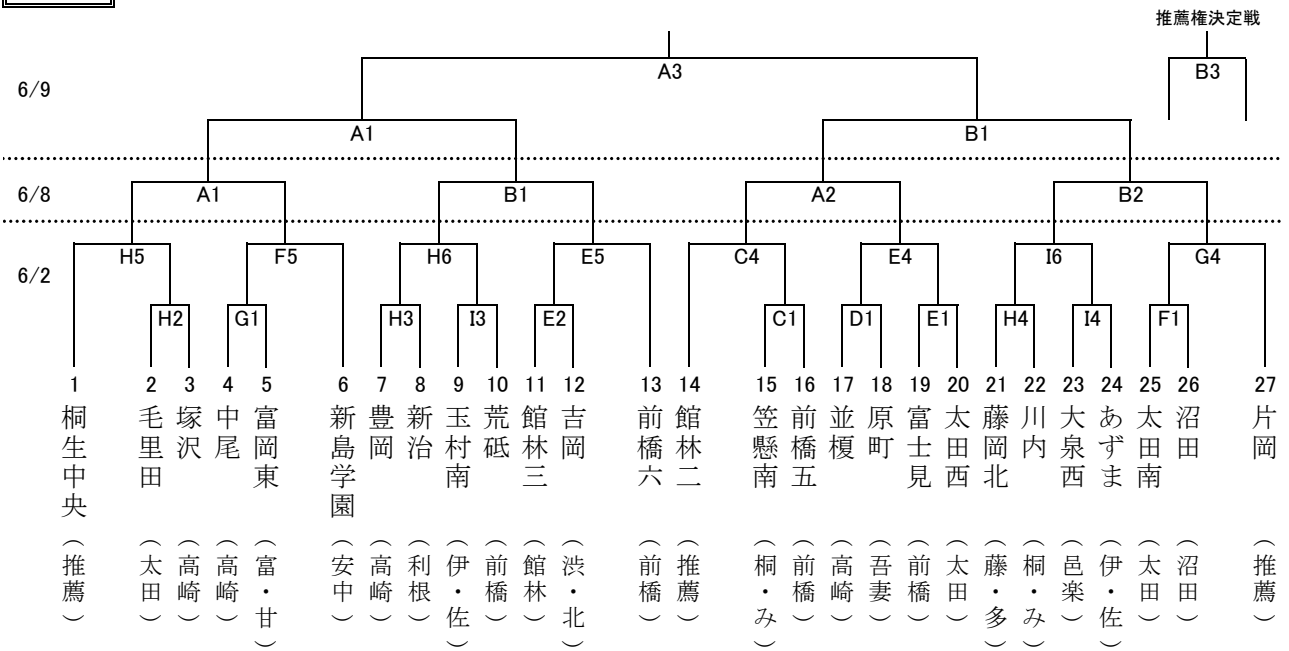 推薦権決定戦
A3
B3
6/9
A1
B1
6/8
A1
B1
A2
B2
6/2
H5
F5
H6
E5
C4
E4
I6
G4
H2
G1
H3
I3
E2
C1
D1
E1
H4
I4
F1
1 桐生中央 (推薦)
2 毛里田 (太田)
3 塚沢 (高崎)
4 中尾 (高崎)
5 富岡東 (富・甘)
6 新島学園 (安中)
7 豊岡 (高崎)
8 新治 (利根)
9 玉村南 (伊・佐)
10 荒砥 (前橋)
11 館林三 (館林)
12 吉岡 (渋・北)
13 前橋六 (前橋)
14 館林二 (推薦)
15 笠懸南 (桐・み)
16 前橋五 (前橋)
17 並榎 (高崎)
18 原町 (吾妻)
19 富士見 (前橋)
20 太田西 (太田)
21 藤岡北 (藤・多)
22 川内 (桐・み)
23 大泉西 (邑楽)
24 あずま (伊・佐)
25 太田南 (太田)
26 沼田 (沼田)
27 片岡 (推薦)